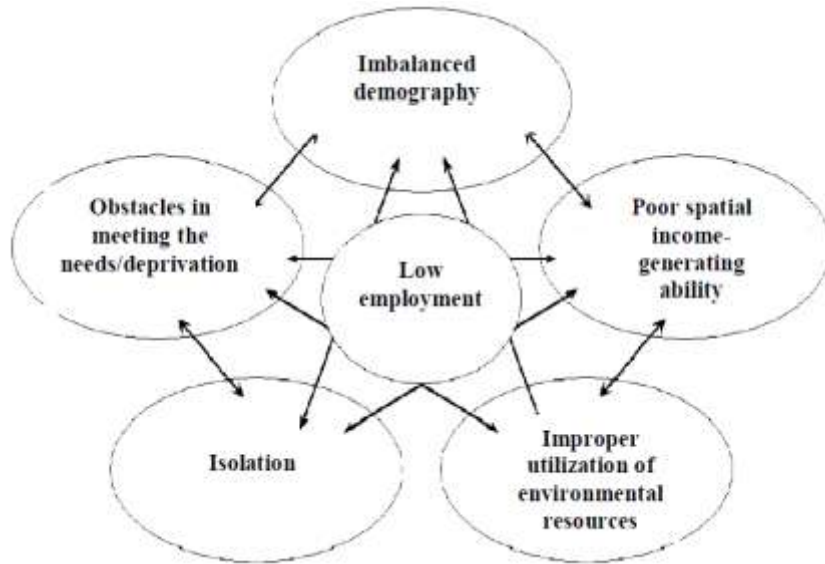 Imbalanced
demography
Obstacles in
meeting the
needs/deprivation
Poor spatial
income-
generating
ability
Low
employment
Isolation
Improper
utilization of
environmental
resources